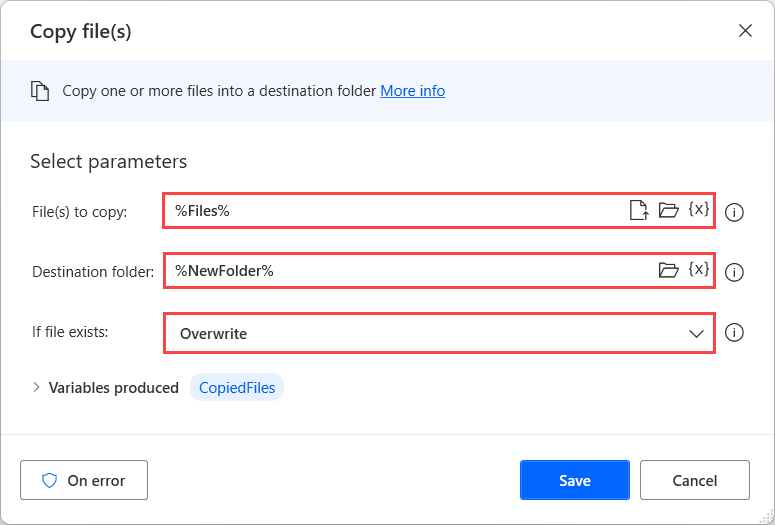 Copy file(s)
Copy one or more files into a destination folder More info
Select parameters
File(s) to copy: %Files% {x}
Destination folder: %NewFolder% {x}
If file exists: Overwrite
Variables produced CopiedFiles
On error Save Cancel